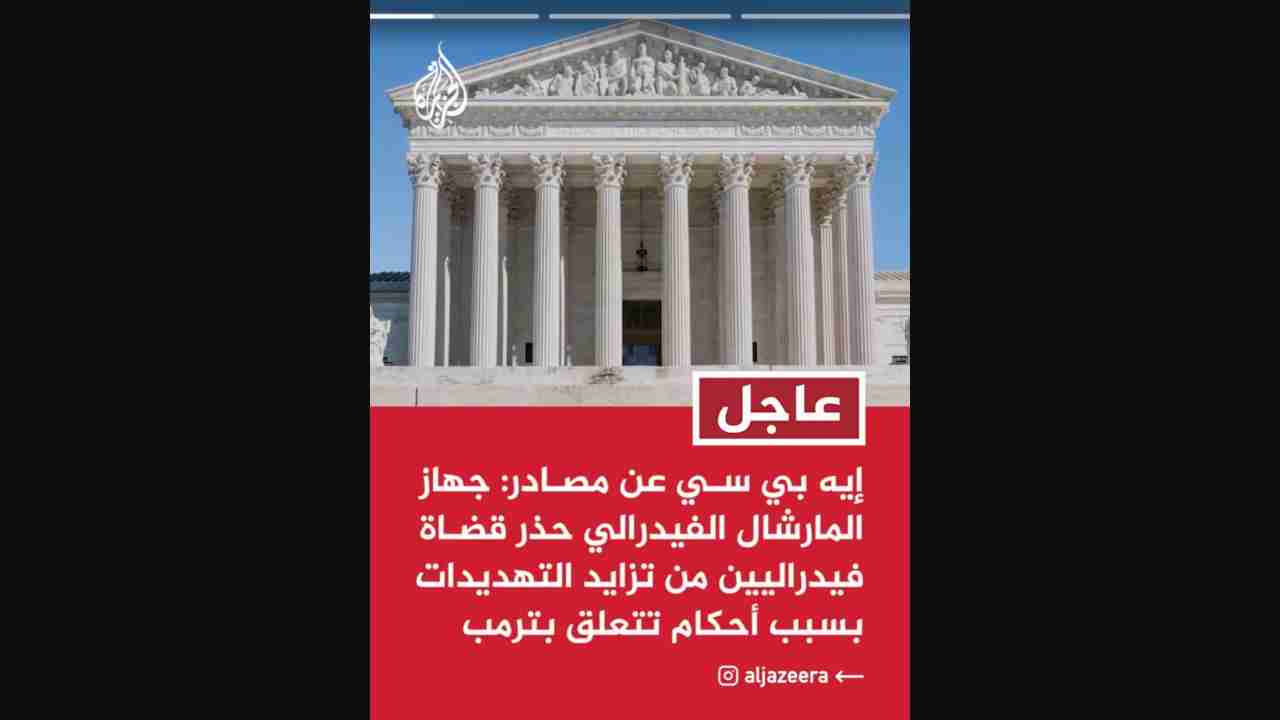 الجزيرة
عاجل
إيه بي سي عن مصادر: جهاز
المارشال الفيدرالي حذر قضاة
فيدراليين من تزايد التهديدات
بسبب أحكام تتعلق بترمب
aljazeera